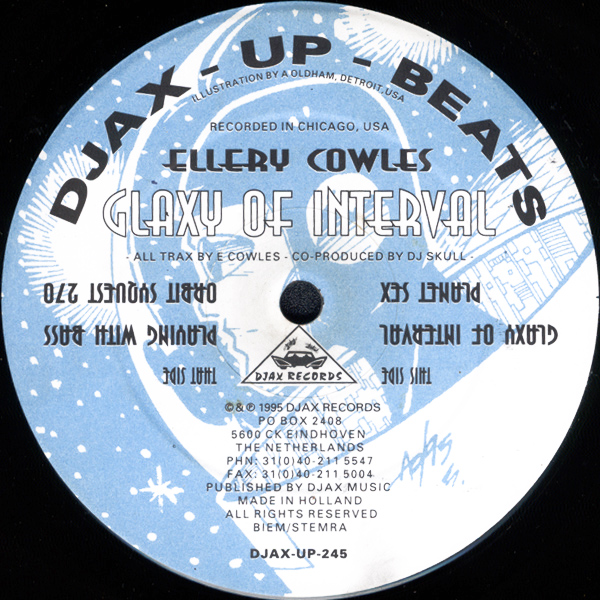 DJAX - UP - BEATS
ILLUSTRATION BY A.OLDHAM, DETROIT, USA
RECORDED IN CHICAGO, USA
ELLERY COWLES
GLAXY OF INTERVAL
- ALL TRAX BY E COWLES - CO-PRODUCED BY DJ SKULL -
THIS SIDE
GLAXY OF INTERVAL
PLANET SEX
THAT SIDE
PLAYING WITH BASS
ORBIT SYQUEST 270
DJAX RECORDS
©&℗ 1995 DJAX RECORDS
PO BOX 2408
5600 CK EINDHOVEN
THE NETHERLANDS
PHN: 31(0)40-211 5547
FAX: 31(0)40-211 5004
PUBLISHED BY DJAX MUSIC
MADE IN HOLLAND
ALL RIGHTS RESERVED
BIEM/STEMRA
DJAX-UP-245